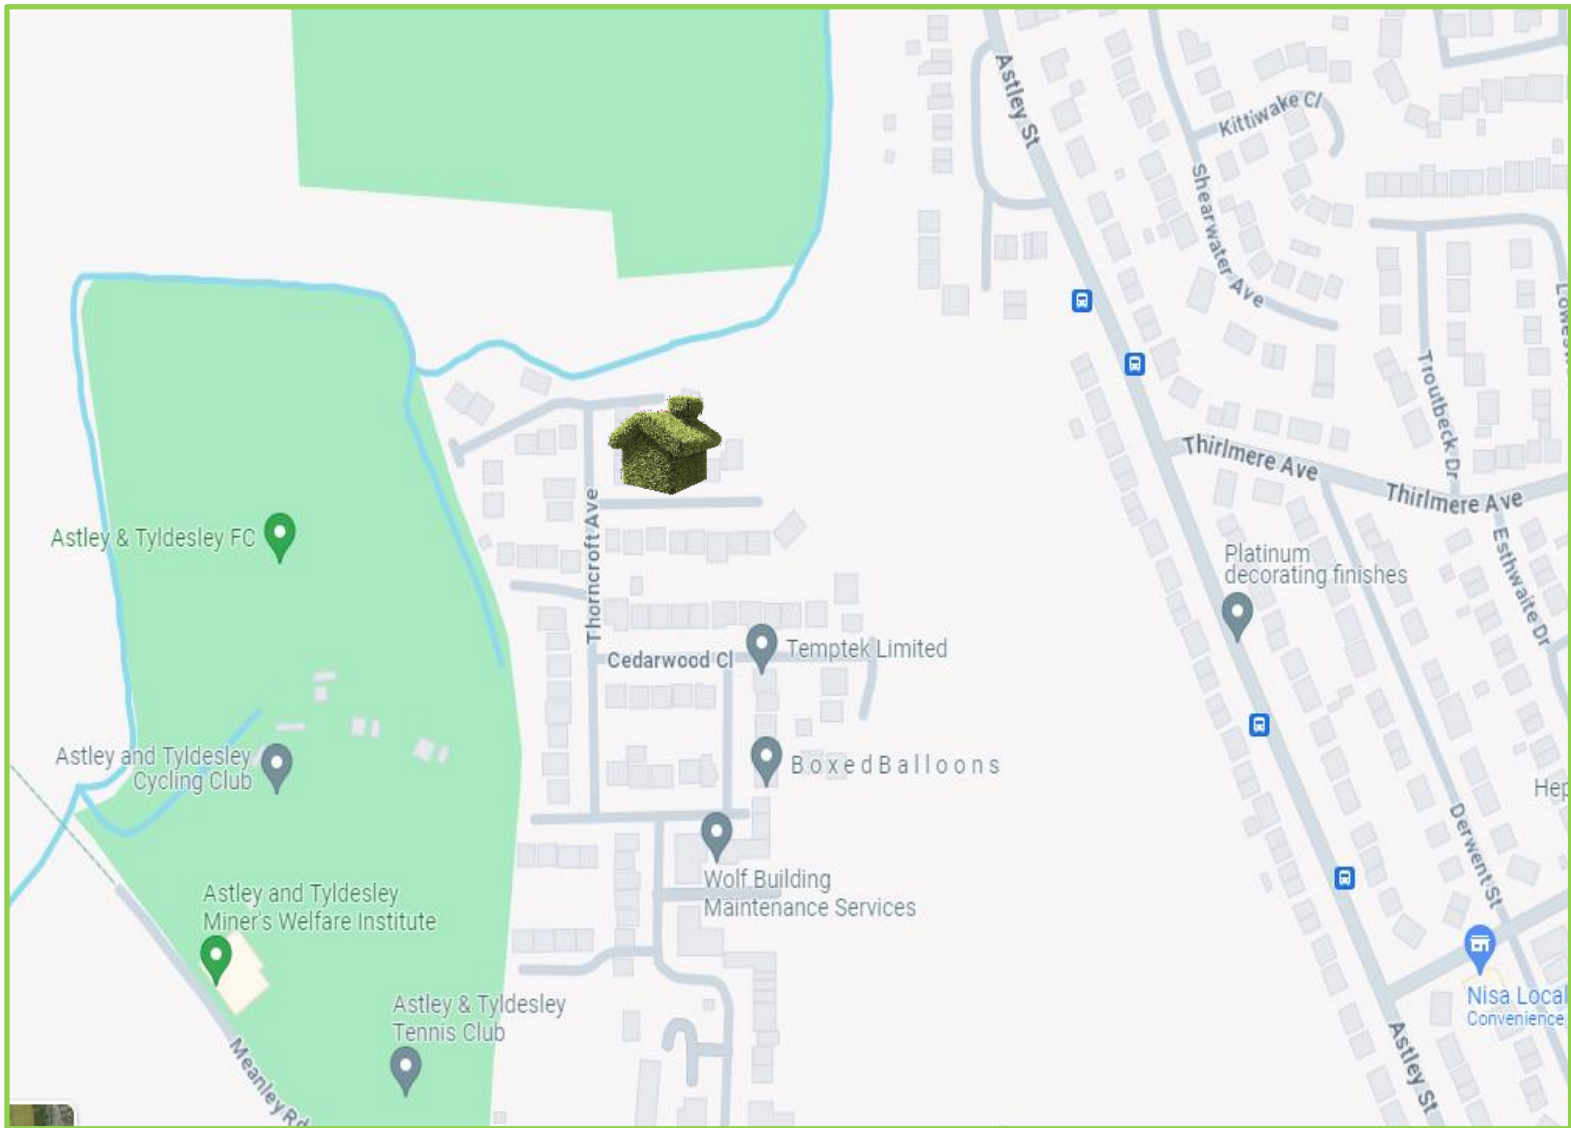 Astley St
Kittiwake Cl
Shearwater Ave
Troutbeck Dr
Thirlmere Ave
Thirlmere Ave
Esthwaite Dr
Astley & Tyldesley FC
Thorncroft Ave
Platinum
decorating finishes
Cedarwood Cl
Temptek Limited
Astley and Tyldesley
Cycling Club
BoxedBalloons
Derwent St
Wolf Building
Maintenance Services
Astley and Tyldesley
Miner's Welfare Institute
Astley & Tyldesley
Tennis Club
Nisa Local
Convenience
Meanley Rd
Astley St